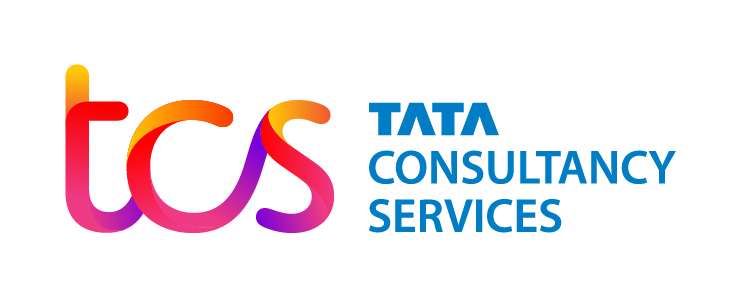 tcs
TATA
CONSULTANCY
SERVICES